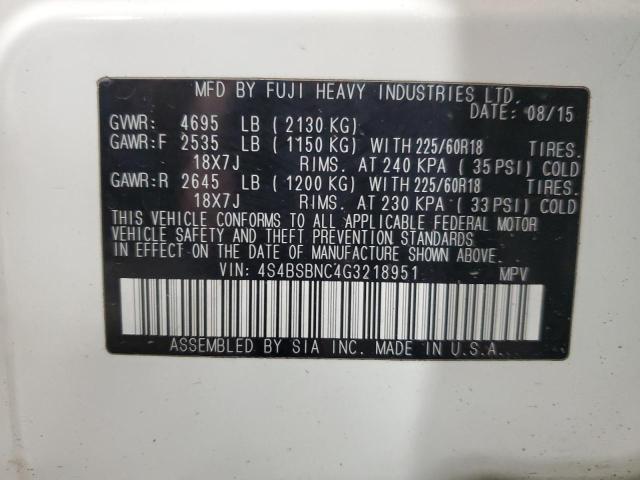 MFD BY FUJI HEAVY INDUSTRIES LTD.
DATE: 08/15
GVWR: 4695 LB (2130 KG)
GAWR:F 2535 LB (1150 KG) WITH 225/60R18 TIRES.
18X7J RIMS. AT 240 KPA (35PSI) COLD
GAWR:R 2645 LB (1200 KG) WITH 225/60R18 TIRES.
18X7J RIMS. AT 230 KPA (33PSI) COLD
THIS VEHICLE CONFORMS TO ALL APPLICABLE FEDERAL MOTOR
VEHICLE SAFETY AND THEFT PREVENTION STANDARDS
IN EFFECT ON THE DATE OF MANUFACTURE SHOWN ABOVE.
VIN: 4S4BSBNC4G3218951 MPV
ASSEMBLED BY SIA INC. MADE IN U.S.A.